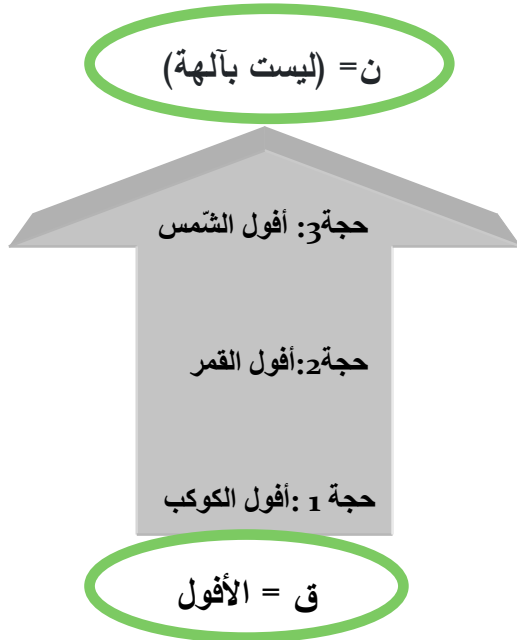 ن= (ليست بآلهة)
حجة3: أفول الشّمس
حجة2:أفول القمر
حجة 1 :أفول الكوكب
ق = الأفول